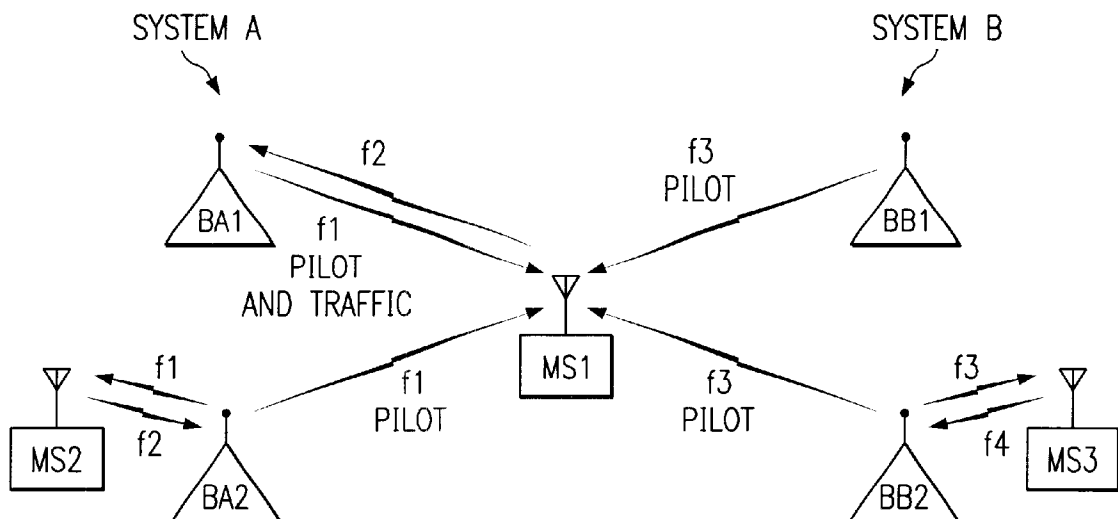 SYSTEM A
SYSTEM B
f2
f3
PILOT
BA1
BB1
f1
PILOT
AND TRAFFIC
MS1
f1
f1
PILOT
f3
PILOT
f3
MS2
f2
f4
MS3
BA2
BB2